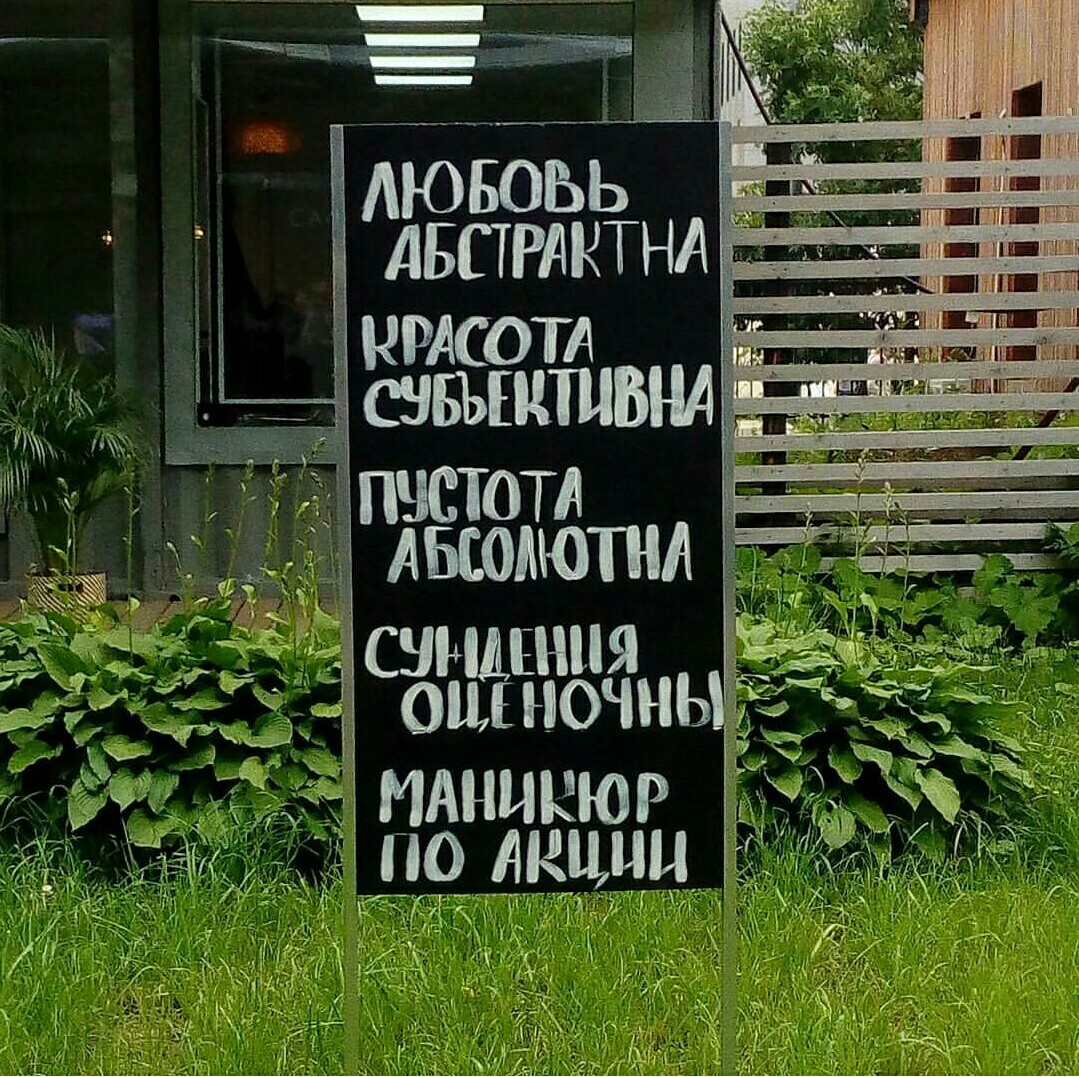 ЛЮБОВЬ
АБСТРАКТНА
КРАСОТА
СУБЪЕКТИВНА
ПУСТОТА
АБСОЛЮТНА
СУЖДЕНИЯ
ОЦЕНОЧНЫ
МАНИКЮР
ПО АКЦИИ